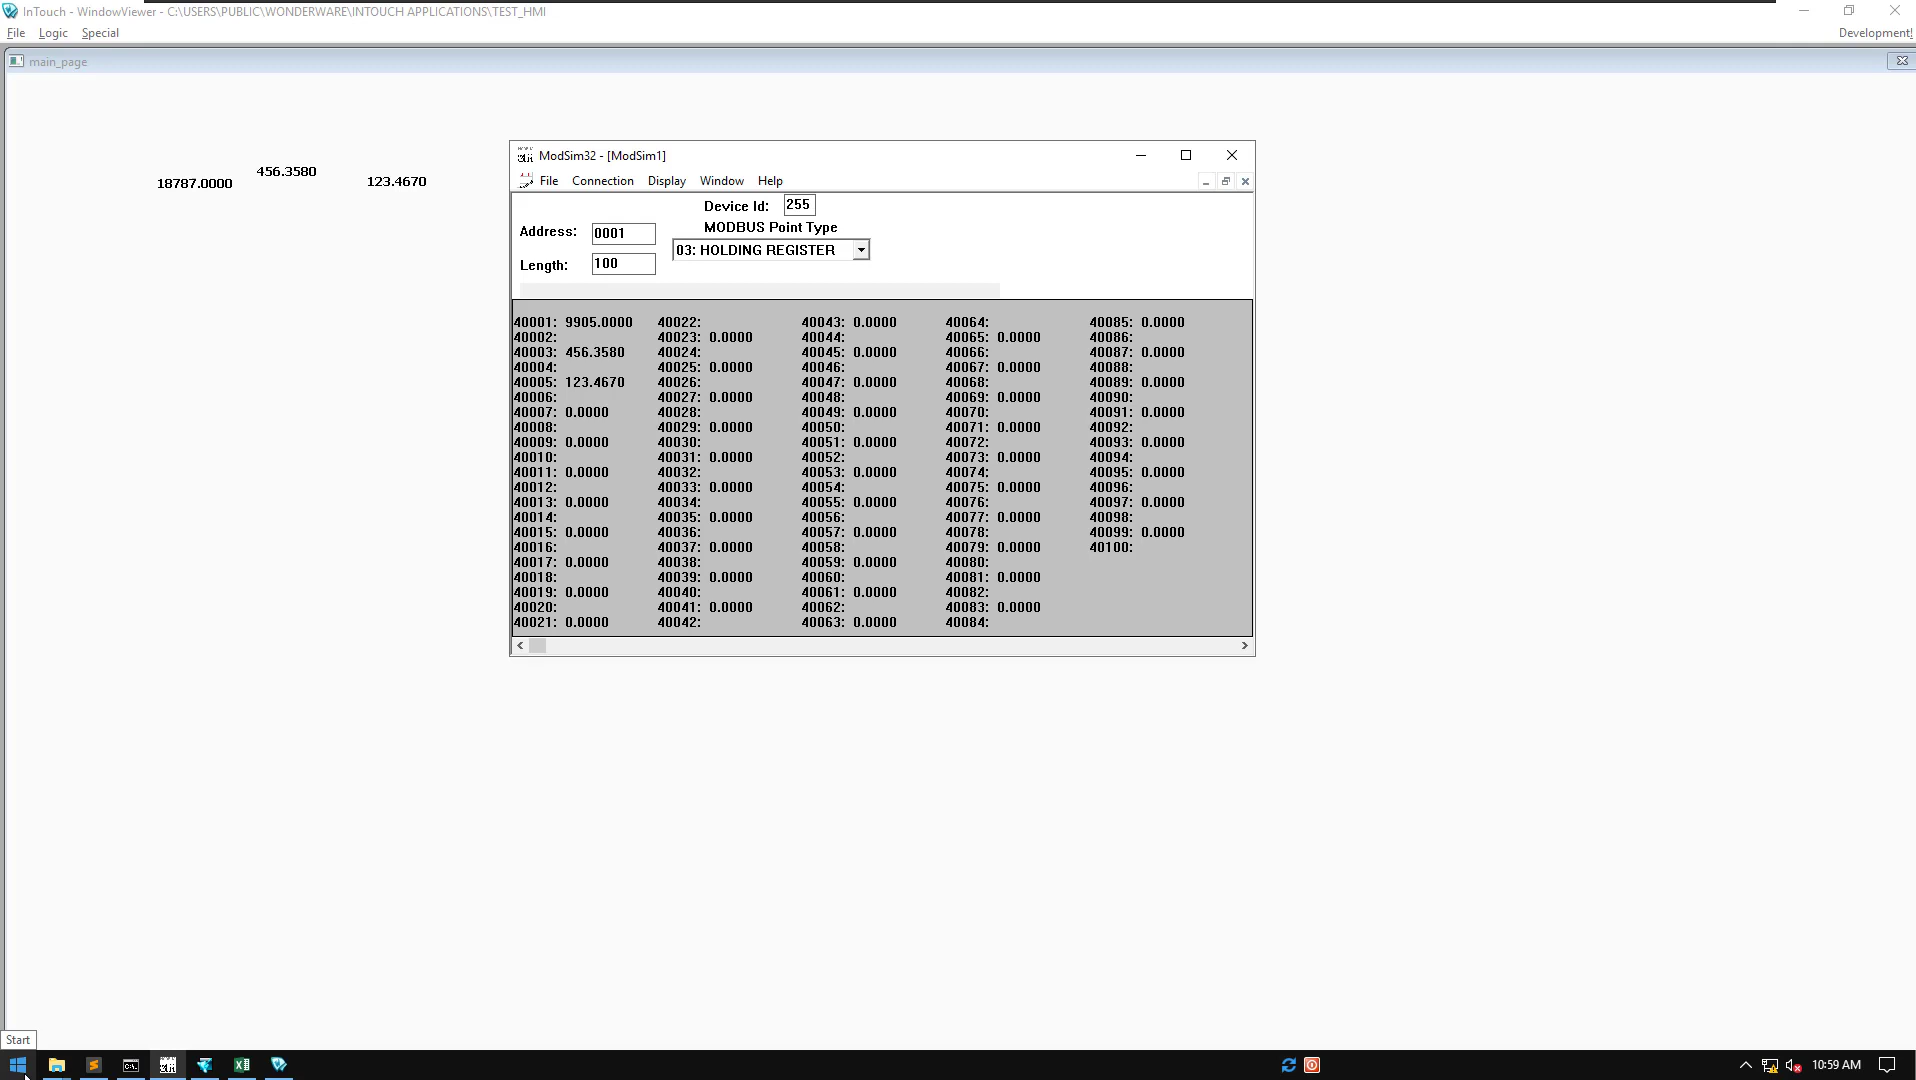 InTouch - WindowViewer - C:\USERS\PUBLIC\WONDERWARE\INTOUCH APPLICATIONS\TEST_HMI
File Logic Special Development!
main_page
18787.0000 456.3580 123.4670
ModSim32 - [ModSim1]
File Connection Display Window Help
Device Id: 255
Address: 0001 MODBUS Point Type
03: HOLDING REGISTER
Length: 100
40001: 9905.0000 40022: 40043: 0.0000 40064: 40085: 0.0000
40002: 40023: 0.0000 40044: 40065: 0.0000 40086:
40003: 456.3580 40024: 40045: 0.0000 40066: 40087: 0.0000
40004: 40025: 0.0000 40046: 40067: 0.0000 40088:
40005: 123.4670 40026: 40047: 0.0000 40068: 40089: 0.0000
40006: 40027: 0.0000 40048: 40069: 0.0000 40090:
40007: 0.0000 40028: 40049: 0.0000 40070: 40091: 0.0000
40008: 40029: 0.0000 40050: 40071: 0.0000 40092:
40009: 0.0000 40030: 40051: 0.0000 40072: 40093: 0.0000
40010: 40031: 0.0000 40052: 40073: 0.0000 40094:
40011: 0.0000 40032: 40053: 0.0000 40074: 40095: 0.0000
40012: 40033: 0.0000 40054: 40075: 0.0000 40096:
40013: 0.0000 40034: 40055: 0.0000 40076: 40097: 0.0000
40014: 40035: 0.0000 40056: 40077: 0.0000 40098:
40015: 0.0000 40036: 40057: 0.0000 40078: 40099: 0.0000
40016: 40037: 0.0000 40058: 40079: 0.0000 40100:
40017: 0.0000 40038: 40059: 0.0000 40080:
40018: 40039: 0.0000 40060: 40081: 0.0000
40019: 0.0000 40040: 40061: 0.0000 40082:
40020: 40041: 0.0000 40062: 40083: 0.0000
40021: 0.0000 40042: 40063: 0.0000 40084:
Start
10:59 AM